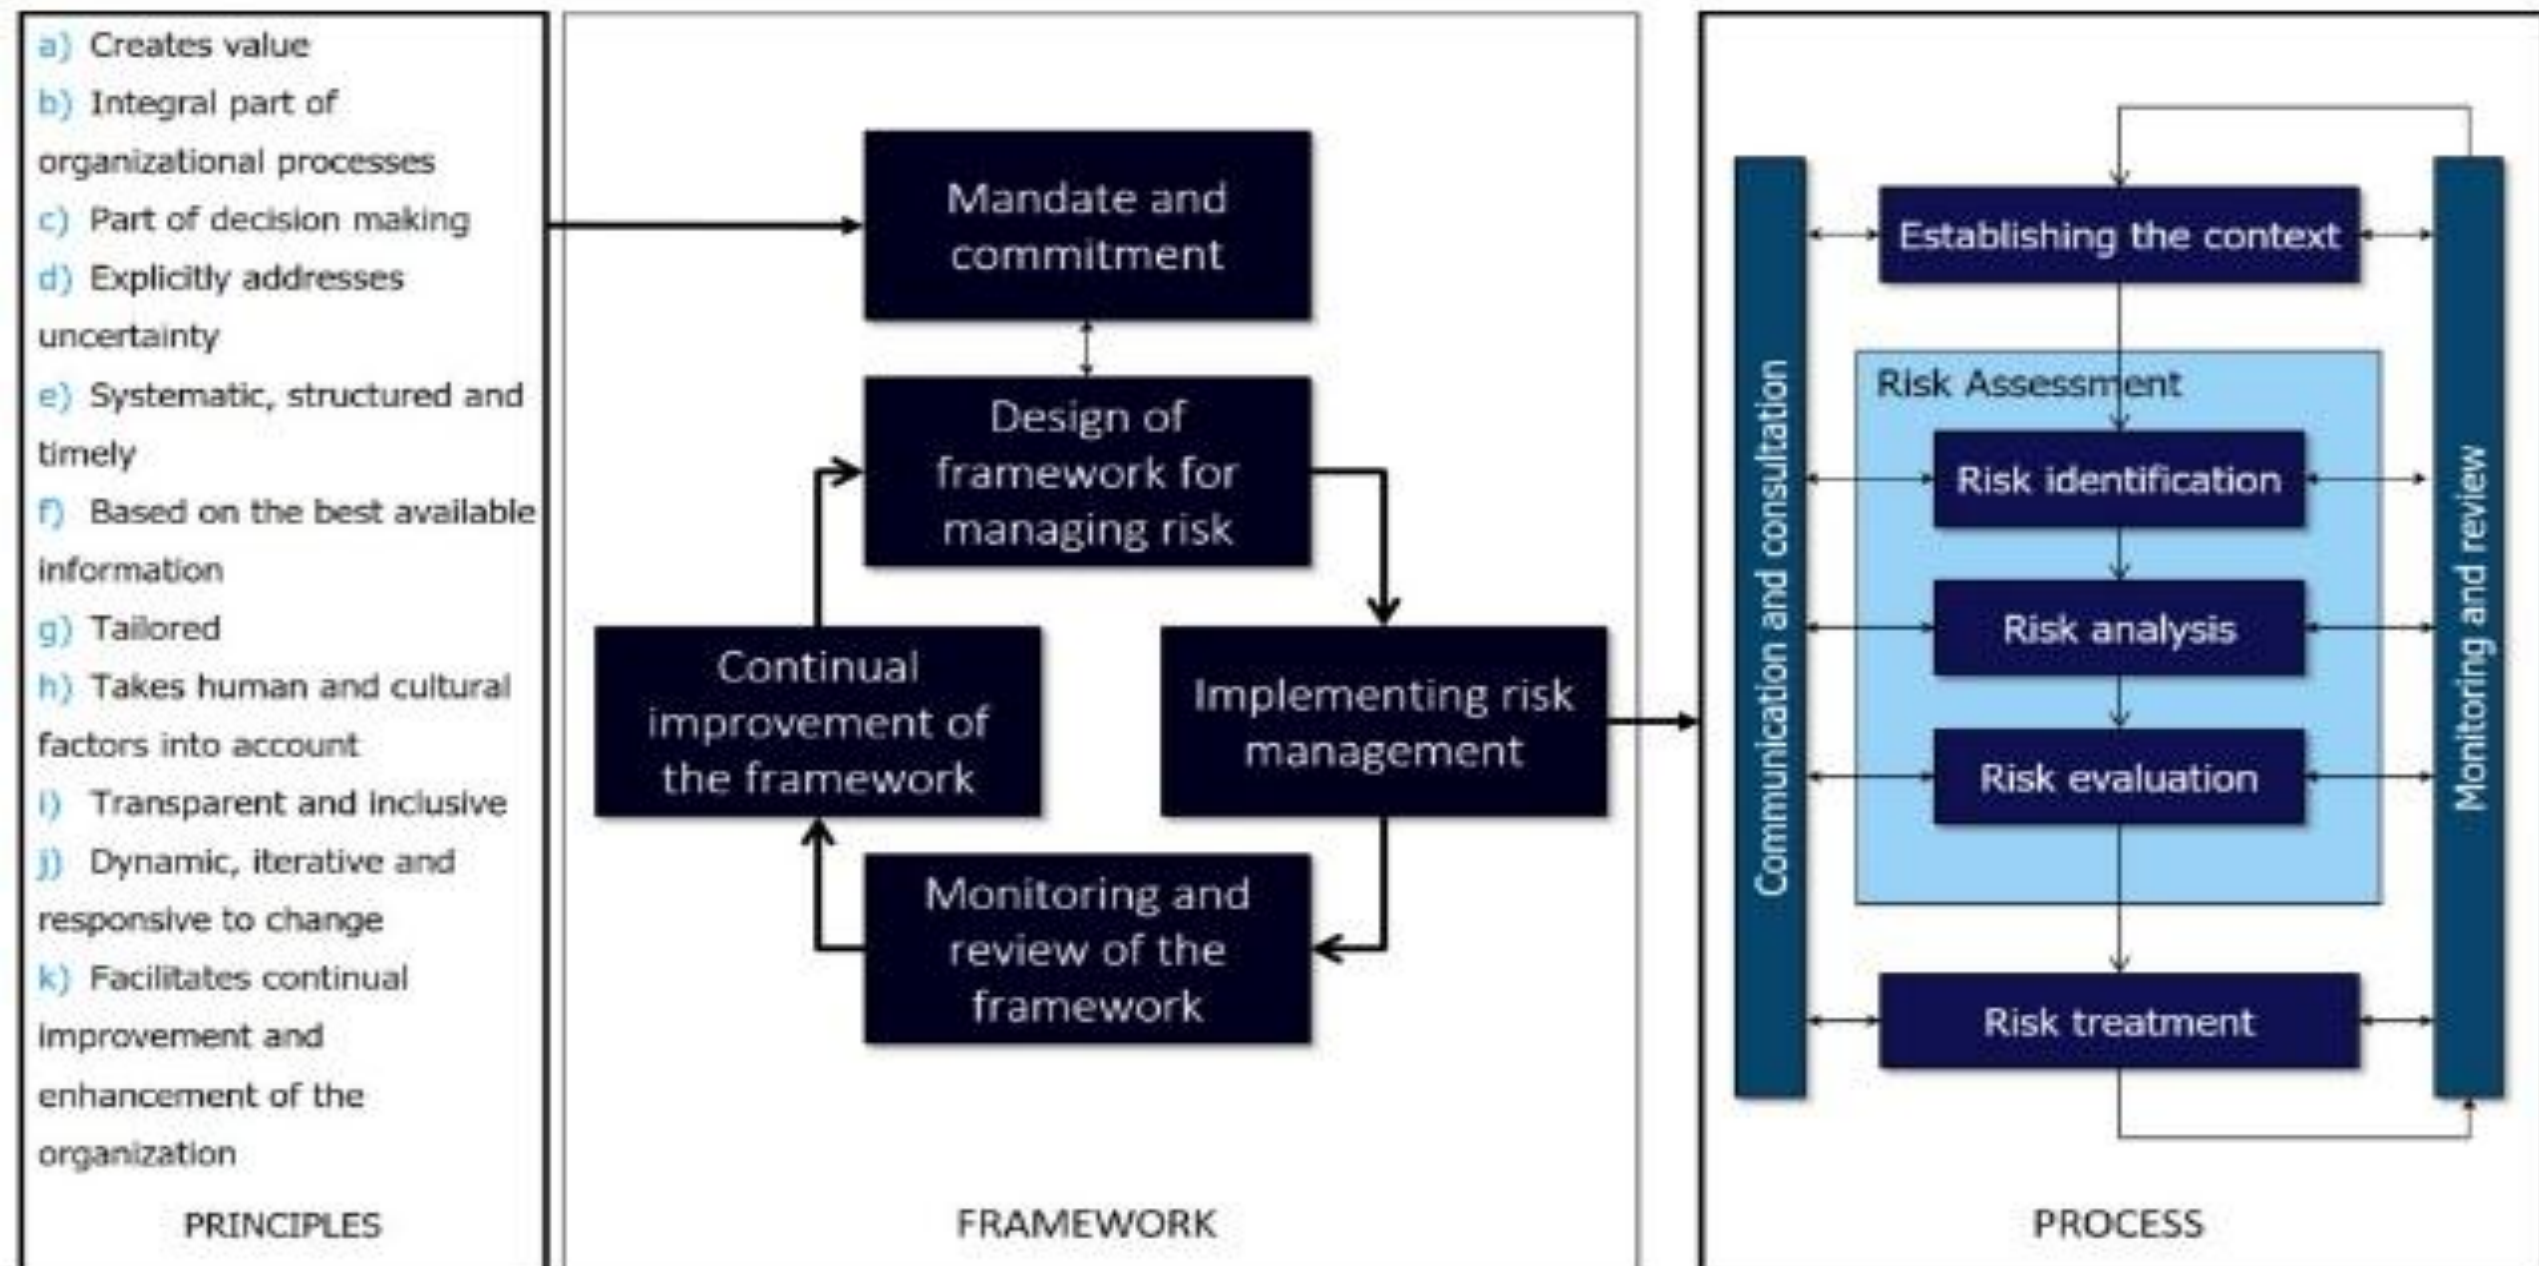 a) Creates value
b) Integral part of
organizational processes
c) Part of decision making
d) Explicitly addresses
uncertainty
e) Systematic, structured and
timely
f) Based on the best available
information
g) Tailored
h) Takes human and cultural
factors into account
i) Transparent and inclusive
j) Dynamic, iterative and
responsive to change
k) Facilitates continual
improvement and
enhancement of the
organization
PRINCIPLES
Mandate and
commitment
Design of
framework for
managing risk
Continual
improvement of
the framework
Implementing risk
management
Monitoring and
review of the
framework
FRAMEWORK
Communication and consultation
Establishing the context
Risk Assessment
Risk identification
Risk analysis
Risk evaluation
Risk treatment
Monitoring and review
PROCESS